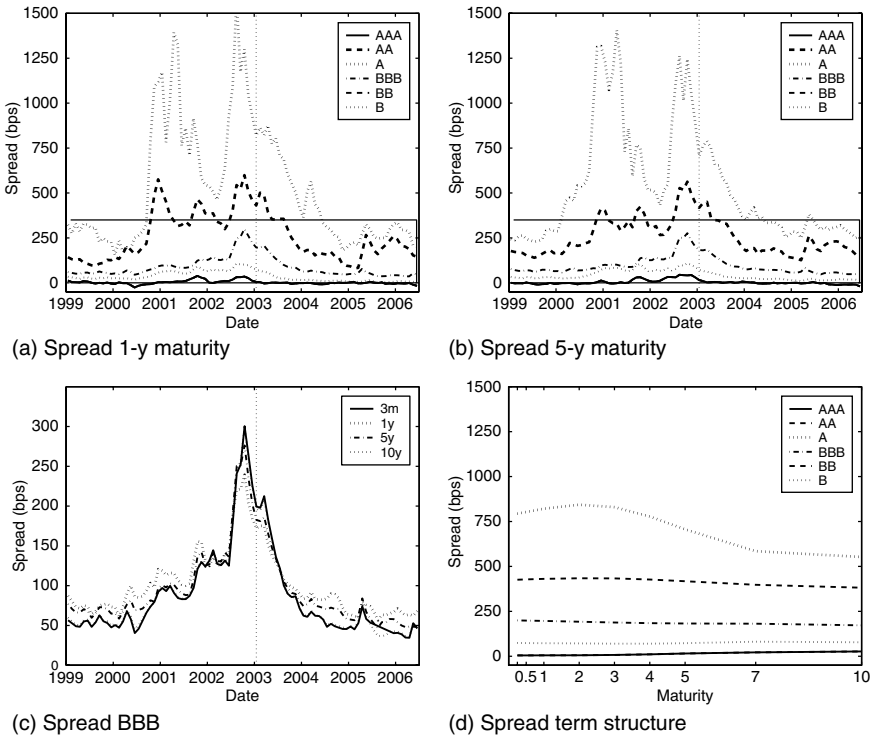 1500
1250
1000
750
500
250
0
Spread (bps)
1999 2000 2001 2002 2003 2004 2005 2006
Date
AAA
AA
A
BBB
BB
B
(a) Spread 1-y maturity
1500
1250
1000
750
500
250
0
Spread (bps)
1999 2000 2001 2002 2003 2004 2005 2006
Date
AAA
AA
A
BBB
BB
B
(b) Spread 5-y maturity
300
250
200
150
100
50
0
Spread (bps)
1999 2000 2001 2002 2003 2004 2005 2006
Date
3m
1y
5y
10y
(c) Spread BBB
1500
1250
1000
750
500
250
0
Spread (bps)
0.5 1 2 3 4 5 7 10
Maturity
AAA
AA
A
BBB
BB
B
(d) Spread term structure